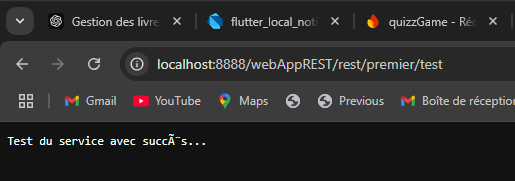 Gestion des livre
flutter_local_noti
quizzGame - Ré
localhost:8888/webAppREST/rest/premier/test
Gmail
YouTube
Maps
Previous
Boîte de réception
Test du service avec succÃ¨s...